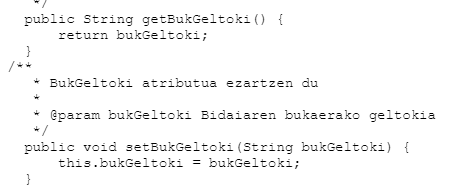 */
public String getBukGeltoki() {
return bukGeltoki;
}
/**
* BukGeltoki atributua ezartzen du
*
* @param bukGeltoki Bidaiaren bukaerako geltokia
*/
public void setBukGeltoki(String bukGeltoki) {
this.bukGeltoki = bukGeltoki;
}